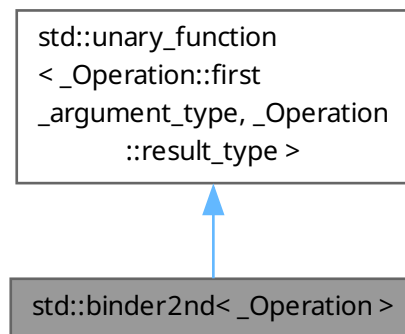 std::unary_function
< _Operation::first
_argument_type, _Operation
::result_type >
std::binder2nd< _Operation >